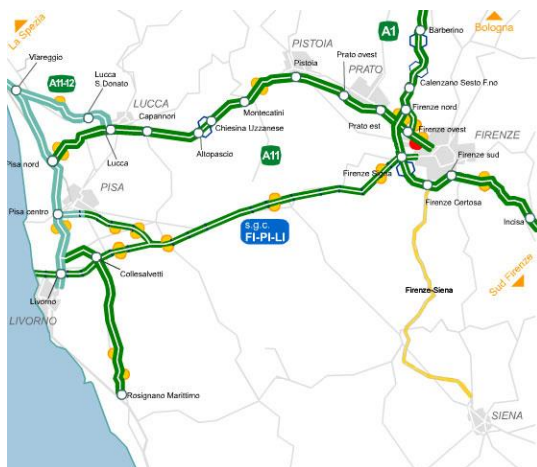 La Spezia
A1
Bologna
Barberino
PISTOIA
Viareggio
Pistoia
Prato ovest
A11-12
Lucca
S.Donato
PRATO
Calenzano Sesto F.no
LUCCA
Capannori
Montecatini
Firenze nord
Chiesina Uzzanese
Prato est
Firenze ovest
FIRENZE
Pisa nord
Lucca
Altopascio
A11
Firenze sud
Firenze Signa
PISA
Firenze Certosa
Pisa centro
s.g.c.
FI-PI-LI
Incisa
Collesalvetti
Sud Firenze
Livorno
Firenze-Siena
LIVORNO
Rosignano Marittimo
SIENA